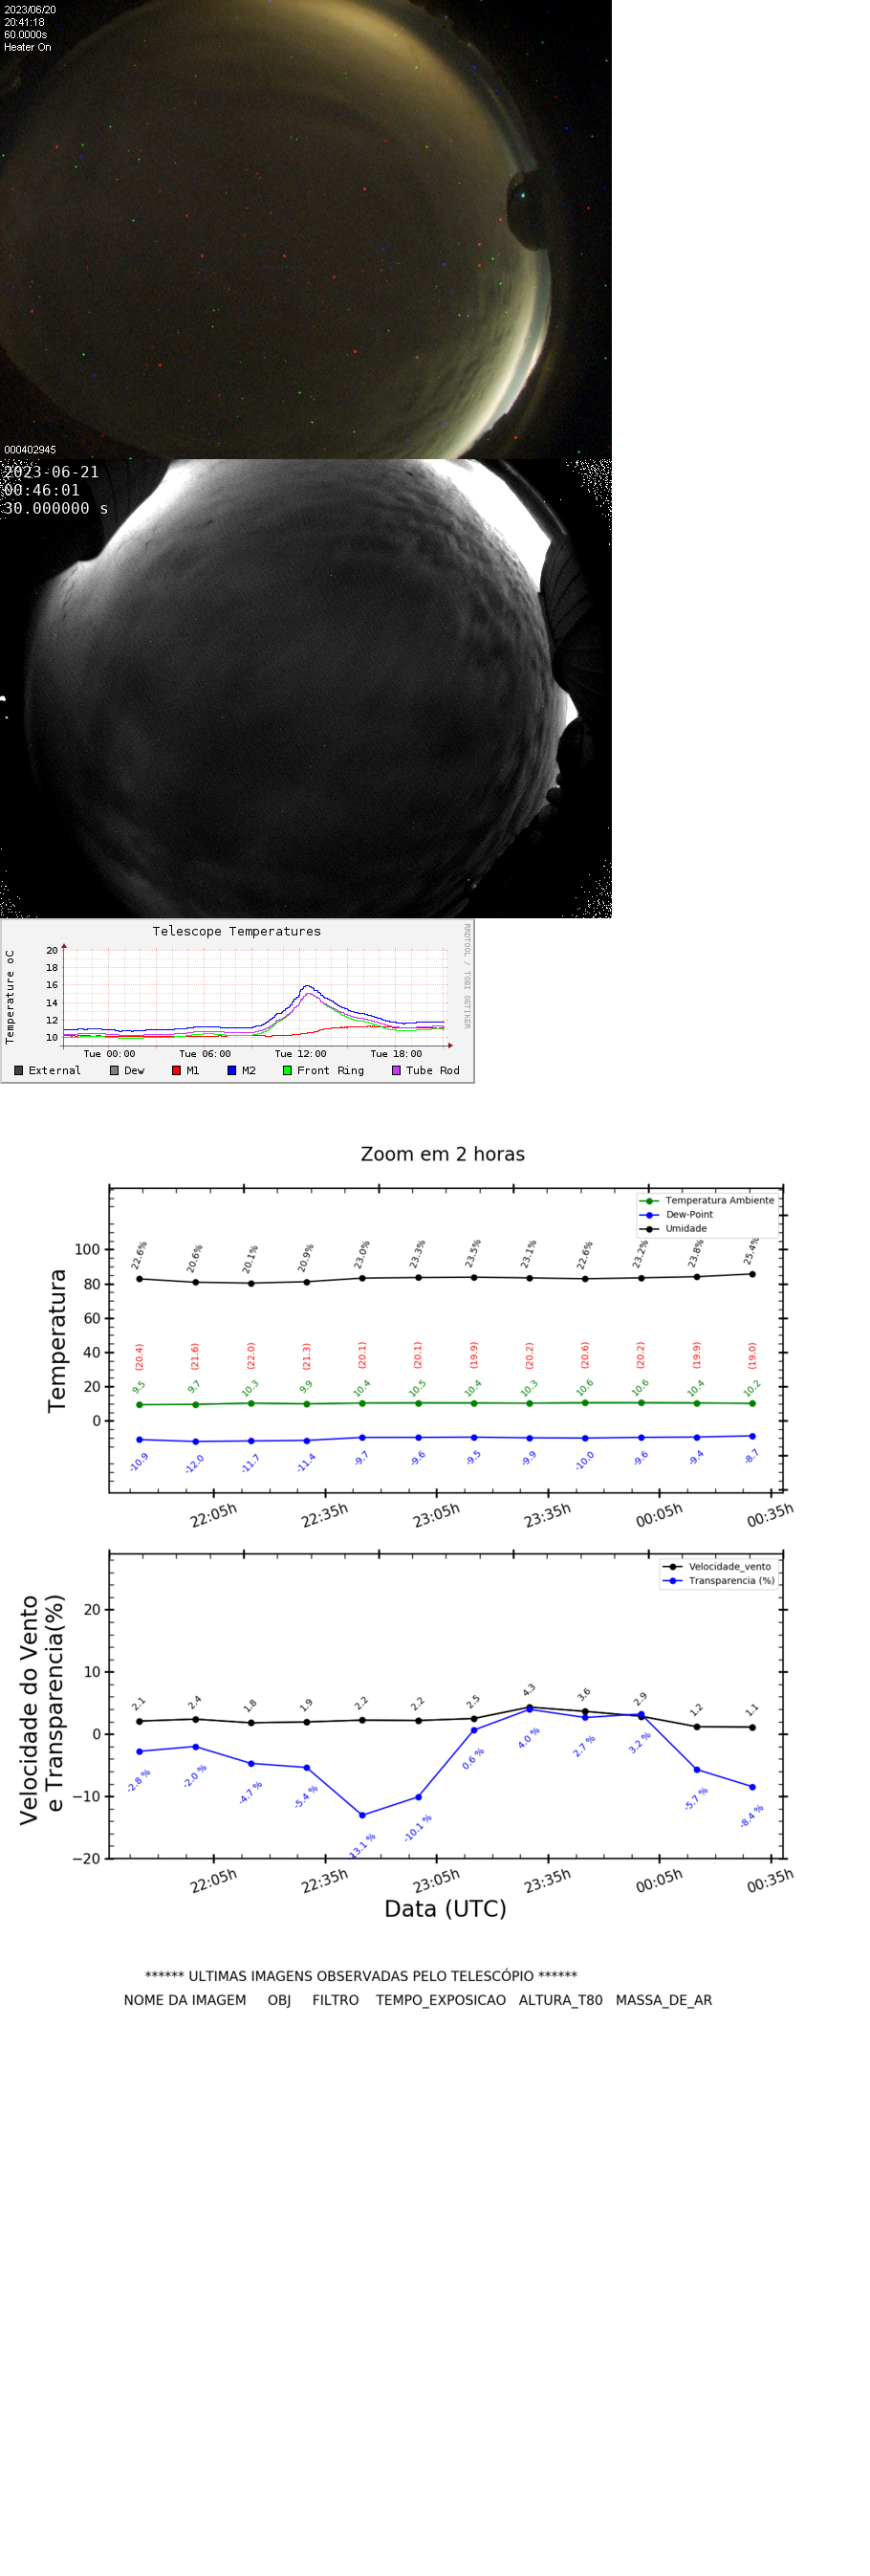 2023/06/20
20:41:18
60.0000s
Heater On
000402945
2023-06-21
00:46:01
30.000000 s
Telescope Temperatures
RRDTOOL / TOBI OETIKER
Temperature oC
20
18
16
14
12
10
Tue 00:00 Tue 06:00 Tue 12:00 Tue 18:00
External Dew M1 M2 Front Ring Tube Rod
Zoom em 2 horas
Temperatura Ambiente
Dew-Point
Umidade
Temperatura
100
80
60
40
20
0
22.6% 20.6% 20.1% 20.9% 23.0% 23.3% 23.5% 23.1% 22.6% 23.2% 23.8% 25.4%
(20.4) (21.6) (22.0) (21.3) (20.1) (20.1) (19.9) (20.2) (20.6) (20.2) (19.9) (19.0)
9.5 9.7 10.3 9.9 10.4 10.5 10.4 10.3 10.6 10.6 10.4 10.2
-10.9 -12.0 -11.7 -11.4 -9.7 -9.6 -9.5 -9.9 -10.0 -9.6 -9.4 -8.7
22:05h 22:35h 23:05h 23:35h 00:05h 00:35h
Velocidade_vento
Transparencia (%)
Velocidade do Vento
e Transparencia(%)
20
10
0
−10
−20
2.1 2.4 1.8 1.9 2.2 2.2 2.5 4.3 3.6 2.9 1.2 1.1
-2.8 % -2.0 % -4.7 % -5.4 % 13.1 % -10.1 % 0.6 % 4.0 % 2.7 % 3.2 % -5.7 % -8.4 %
22:05h 22:35h 23:05h 23:35h 00:05h 00:35h
Data (UTC)
****** ULTIMAS IMAGENS OBSERVADAS PELO TELESCÓPIO ******
NOME DA IMAGEM OBJ FILTRO TEMPO_EXPOSICAO ALTURA_T80 MASSA_DE_AR